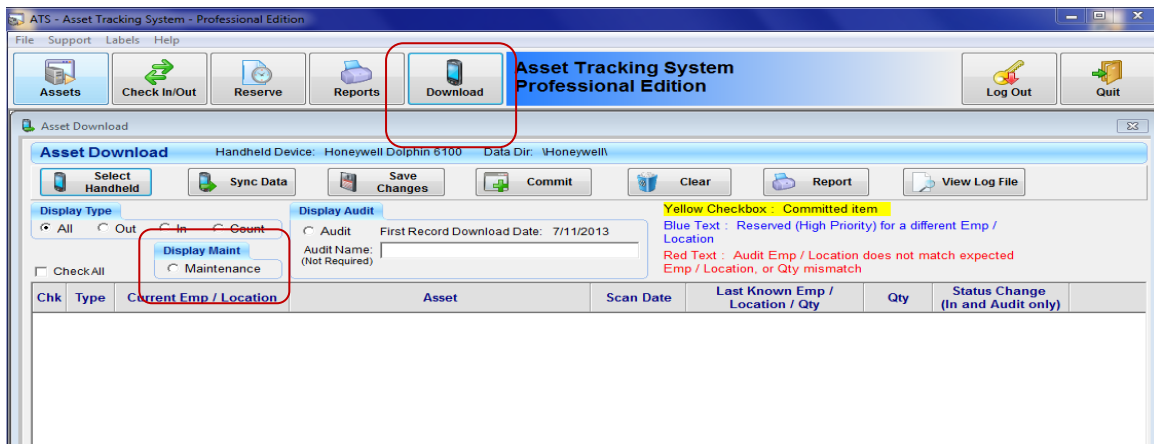 ATS - Asset Tracking System - Professional Edition
File Support Labels Help
Assets Check In/Out Reserve Reports Download
Asset Tracking System
Professional Edition
Log Out Quit
Asset Download
Asset Download Handheld Device: Honeywell Dolphin 6100 Data Dir: \Honeywell\
Select
Handheld
Sync Data
Save
Changes
Commit
Clear
Report
View Log File
Display Type
All Out In Count
Display Maint
Maintenance
Check All
Display Audit
Audit First Record Download Date: 7/11/2013
Audit Name:
(Not Required)
Yellow Checkbox : Committed item
Blue Text : Reserved (High Priority) for a different Emp /
Location
Red Text : Audit Emp / Location does not match expected
Emp / Location, or Qty mismatch
Chk Type Current Emp / Location Asset Scan Date
Last Known Emp /
Location / Qty
Qty
Status Change
(In and Audit only)